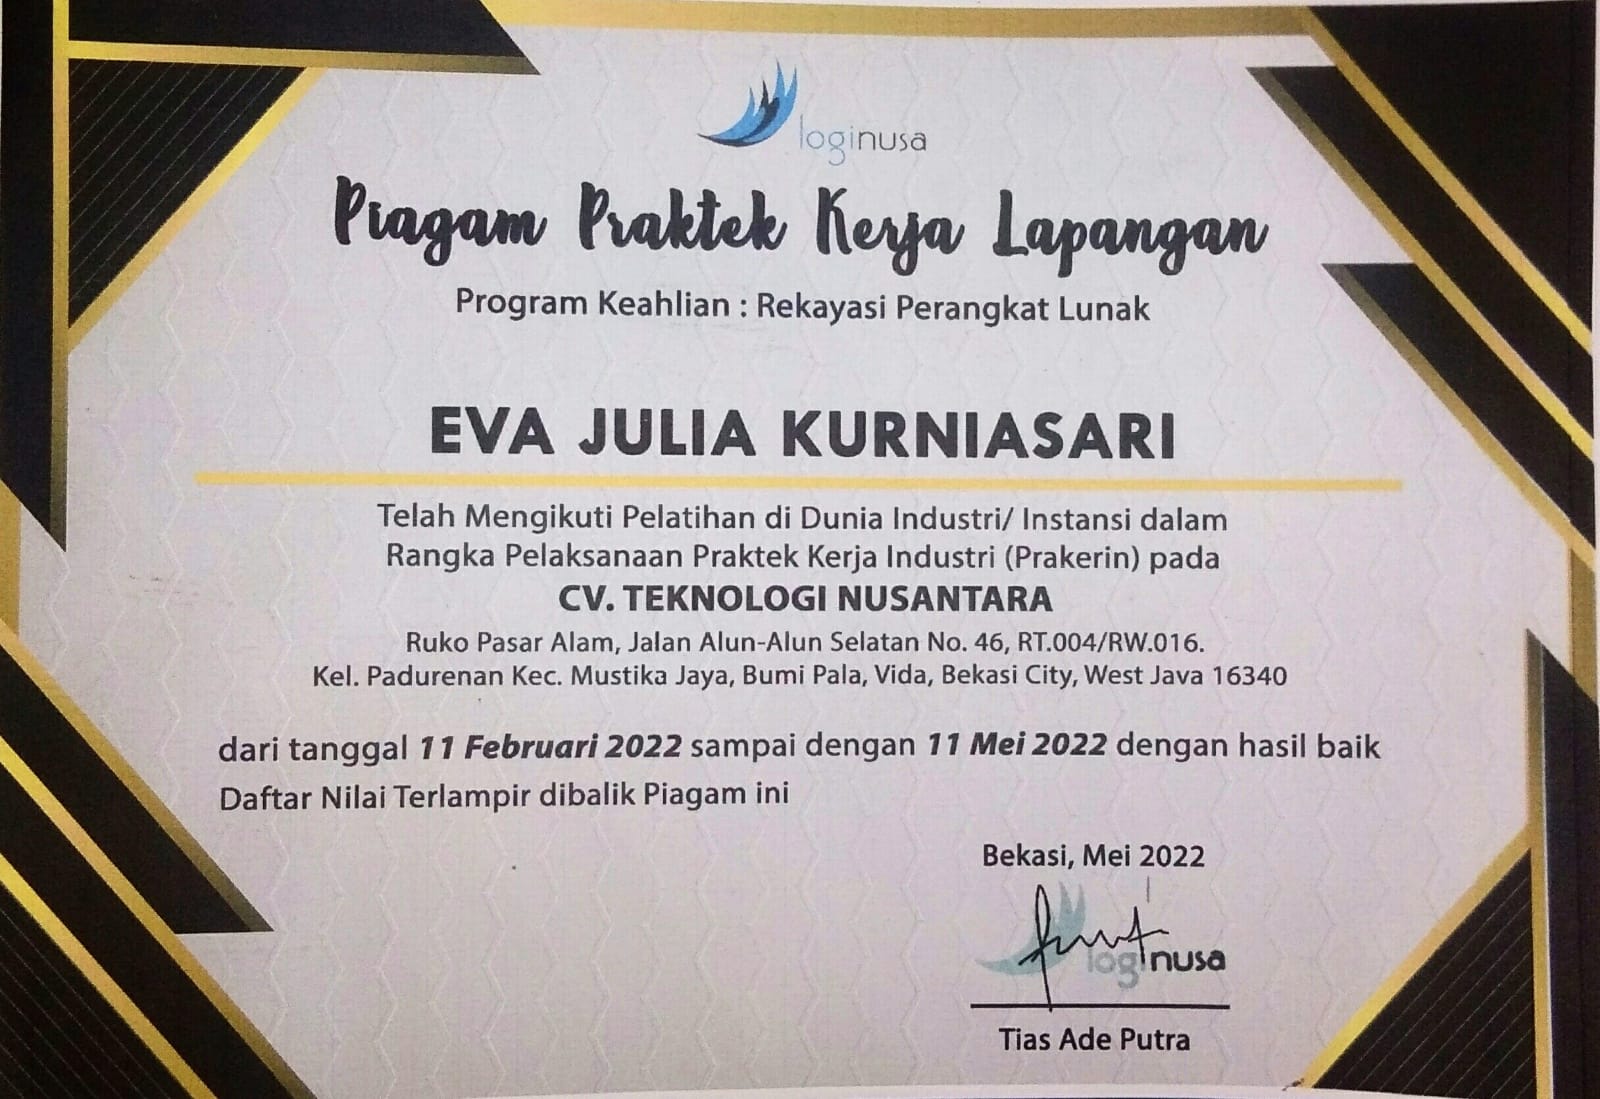 loginusa
Piagam Praktek Kerja Lapangan
Program Keahlian : Rekayasi Perangkat Lunak
EVA JULIA KURNIASARI
Telah Mengikuti Pelatihan di Dunia Industri/ Instansi dalam
Rangka Pelaksanaan Praktek Kerja Industri (Prakerin) pada
CV. TEKNOLOGI NUSANTARA
Ruko Pasar Alam, Jalan Alun-Alun Selatan No. 46, RT.004/RW.016.
Kel. Padurenan Kec. Mustika Jaya, Bumi Pala, Vida, Bekasi City, West Java 16340
dari tanggal 11 Februari 2022 sampai dengan 11 Mei 2022 dengan hasil baik
Daftar Nilai Terlampir dibalik Piagam ini
Bekasi, Mei 2022
loginusa
Tias Ade Putra